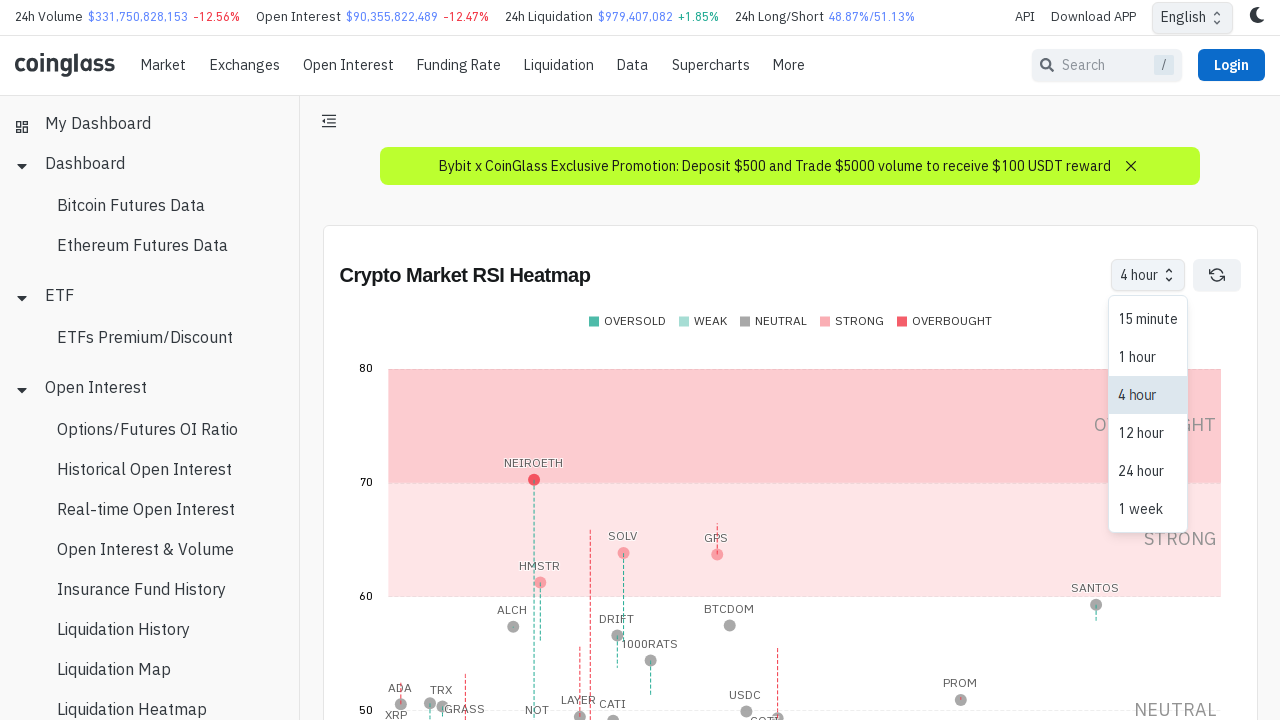 24h Volume $331,750,828,153 -12.56% Open Interest $90,355,822,489 -12.47% 24h Liquidation $979,407,082 +1.85% 24h Long/Short 48.87%/51.13% API Download APP English
coinglass Market Exchanges Open Interest Funding Rate Liquidation Data Supercharts More Search / Login
My Dashboard
Dashboard
Bitcoin Futures Data
Ethereum Futures Data
ETF
ETFs Premium/Discount
Open Interest
Options/Futures OI Ratio
Historical Open Interest
Real-time Open Interest
Open Interest & Volume
Insurance Fund History
Liquidation History
Liquidation Map
Liquidation Heatmap
Bybit x CoinGlass Exclusive Promotion: Deposit $500 and Trade $5000 volume to receive $100 USDT reward
Crypto Market RSI Heatmap
4 hour
15 minute
1 hour
4 hour
12 hour
24 hour
1 week
OVERSOLD WEAK NEUTRAL STRONG OVERBOUGHT
80
70
60
50
STRONG
NEUTRAL
NEIROETH
SOLV
GPS
HMSTR
SANTOS
ALCH
BTCDOM
DRIFT
1000RATS
ADA
TRX
PROM
USDC
LAYER
CATI
GRASS
NOT
XRP